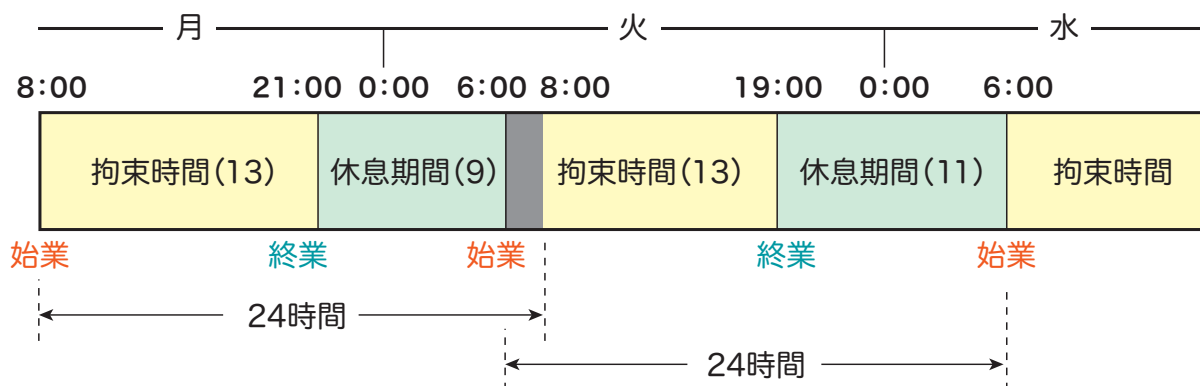 月 火 水
8:00 21:00 0:00 6:00 8:00 19:00 0:00 6:00
拘束時間(13) 休息期間(9) 拘束時間(13) 休息期間(11) 拘束時間
始業 終業 始業 終業 始業
24時間
24時間